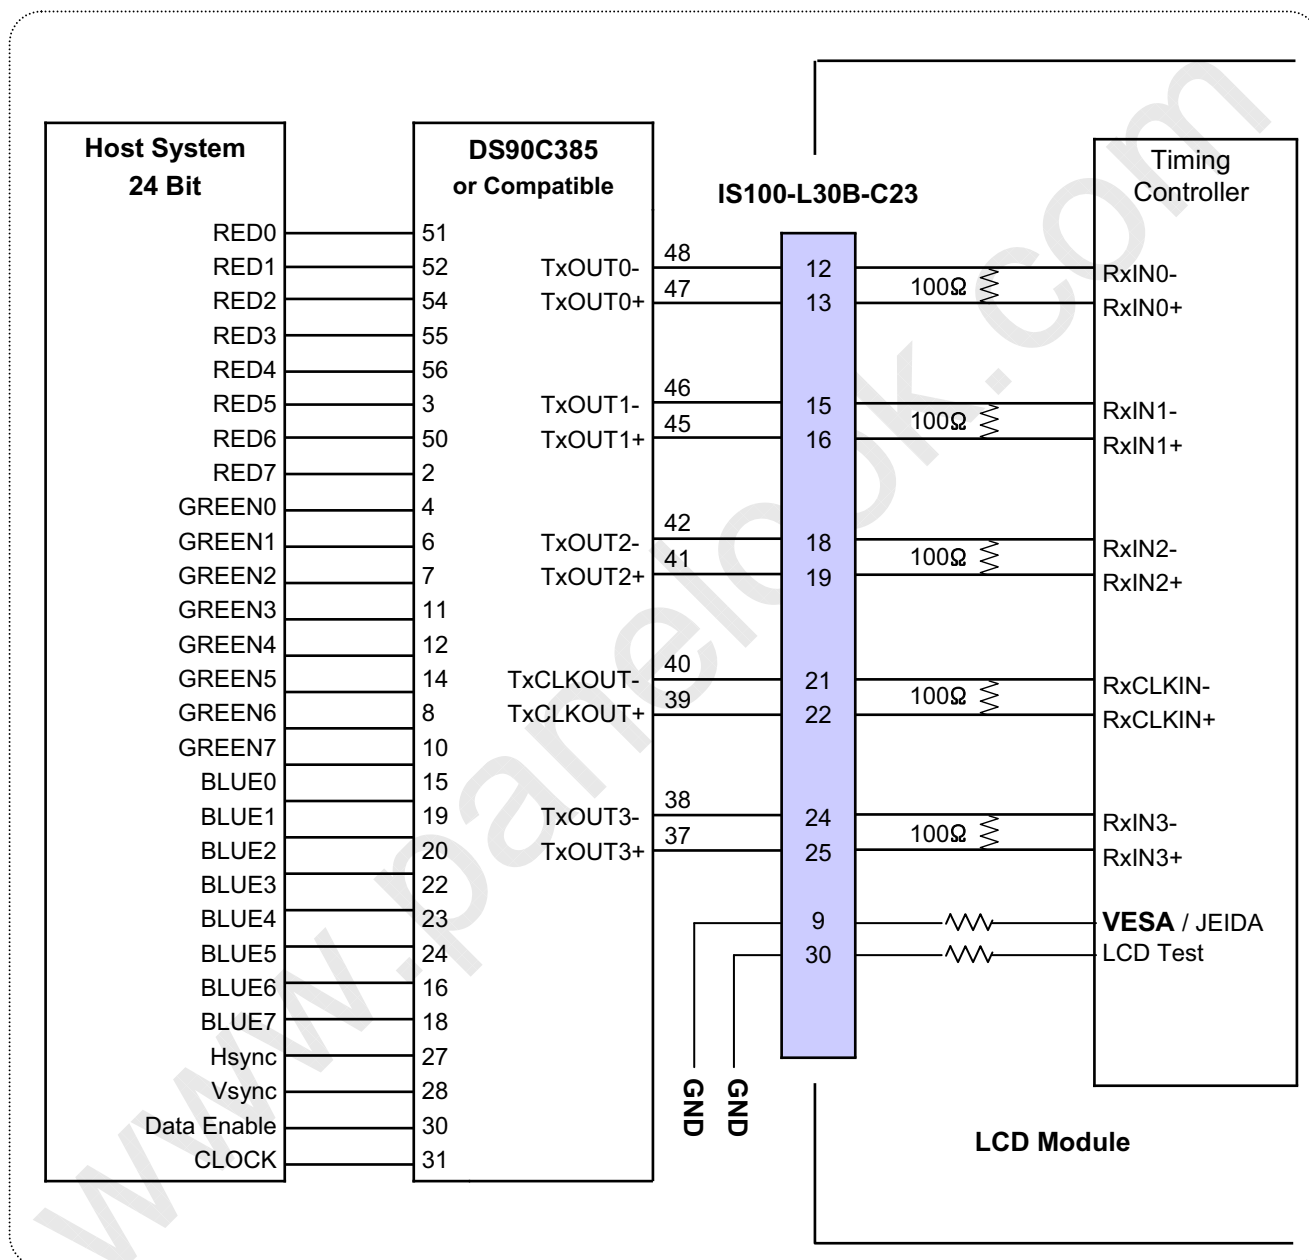 Host System
24 Bit
RED0
RED1
RED2
RED3
RED4
RED5
RED6
RED7
GREEN0
GREEN1
GREEN2
GREEN3
GREEN4
GREEN5
GREEN6
GREEN7
BLUE0
BLUE1
BLUE2
BLUE3
BLUE4
BLUE5
BLUE6
BLUE7
Hsync
Vsync
Data Enable
CLOCK
DS90C385
or Compatible
51
52
54
55
56
3
50
2
4
6
7
11
12
14
8
10
15
19
20
22
23
24
16
18
27
28
30
31
TxOUT0-
TxOUT0+
TxOUT1-
TxOUT1+
TxOUT2-
TxOUT2+
TxCLKOUT-
TxCLKOUT+
TxOUT3-
TxOUT3+
48
47
46
45
42
41
40
39
38
37
GND
GND
IS100-L30B-C23
12
13
15
16
18
19
21
22
24
25
9
30
100Ω
100Ω
100Ω
100Ω
100Ω
Timing
Controller
RxIN0-
RxIN0+
RxIN1-
RxIN1+
RxIN2-
RxIN2+
RxCLKIN-
RxCLKIN+
RxIN3-
RxIN3+
VESA / JEIDA
LCD Test
LCD Module
www.panelook.com